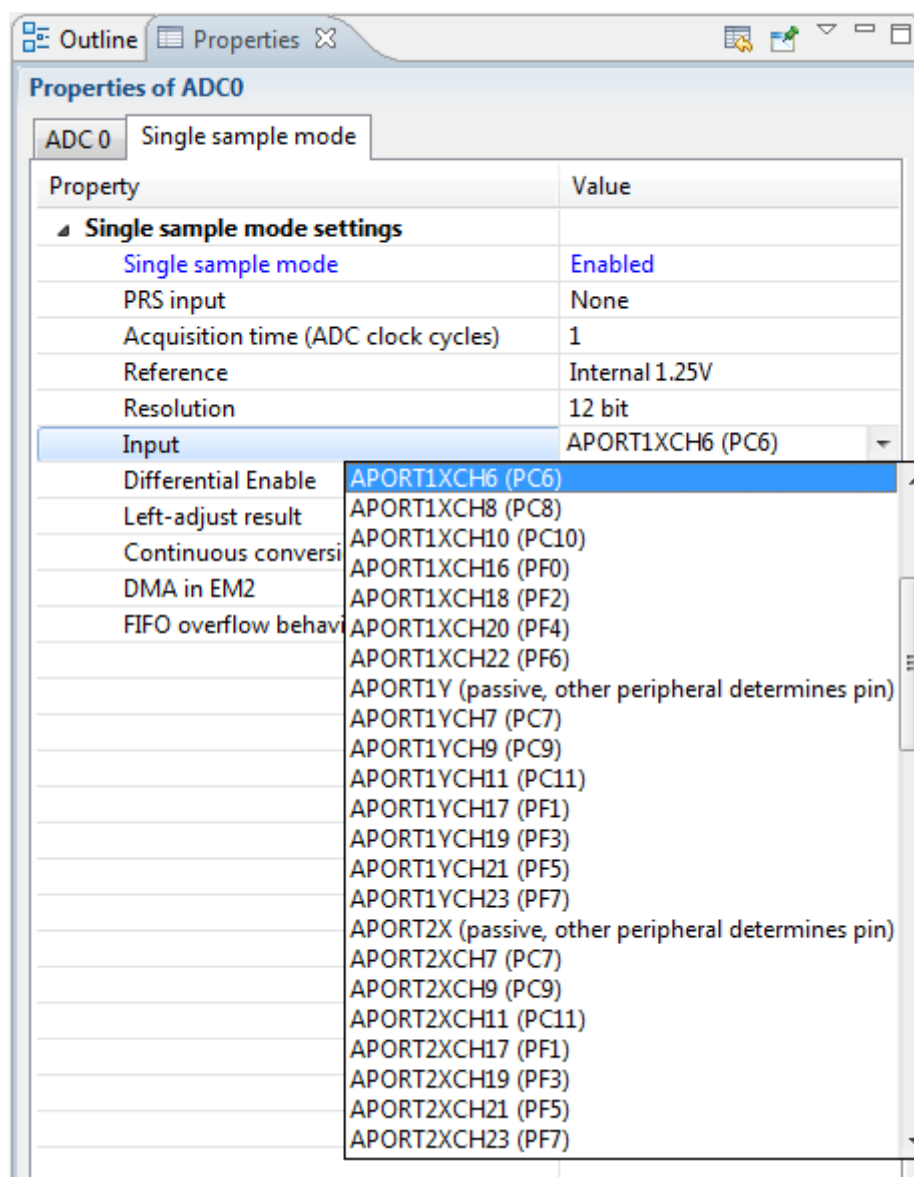 Outline Properties
Properties of ADC0
ADC 0 Single sample mode
Property Value
Single sample mode settings
Single sample mode Enabled
PRS input None
Acquisition time (ADC clock cycles) 1
Reference Internal 1.25V
Resolution 12 bit
Input APORT1XCH6 (PC6)
Differential Enable APORT1XCH6 (PC6)
Left-adjust result APORT1XCH8 (PC8)
APORT1XCH10 (PC10)
Continuous conversi APORT1XCH16 (PF0)
DMA in EM2 APORT1XCH18 (PF2)
FIFO overflow behavi APORT1XCH20 (PF4)
APORT1XCH22 (PF6)
APORT1Y (passive, other peripheral determines pin)
APORT1YCH7 (PC7)
APORT1YCH9 (PC9)
APORT1YCH11 (PC11)
APORT1YCH17 (PF1)
APORT1YCH19 (PF3)
APORT1YCH21 (PF5)
APORT1YCH23 (PF7)
APORT2X (passive, other peripheral determines pin)
APORT2XCH7 (PC7)
APORT2XCH9 (PC9)
APORT2XCH11 (PC11)
APORT2XCH17 (PF1)
APORT2XCH19 (PF3)
APORT2XCH21 (PF5)
APORT2XCH23 (PF7)